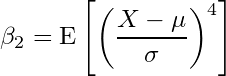 β₂ = E[((X − μ)/σ)⁴]